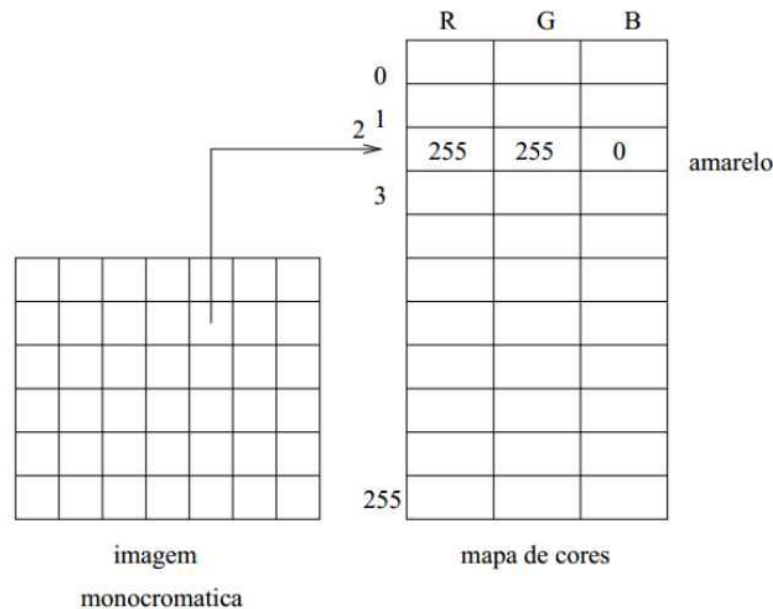 R G B
0
1
2
255 255 0 amarelo
3
255
imagem mapa de cores
monocromatica